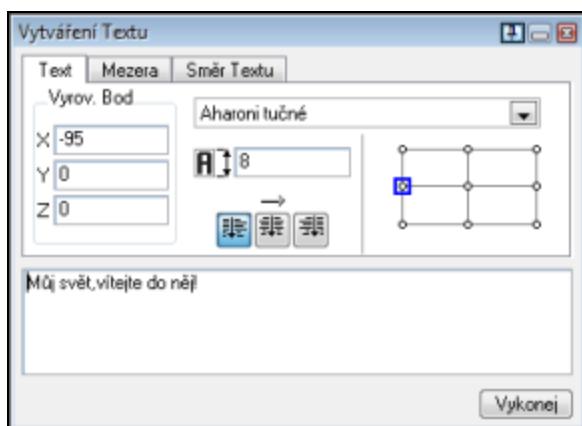 Vytváření Textu
Text Mezera Směr Textu
Vyrov. Bod
Aharoni tučné
X -95
A 8
Y 0
Z 0
Můj svět,vítejte do něj!
Vykonej